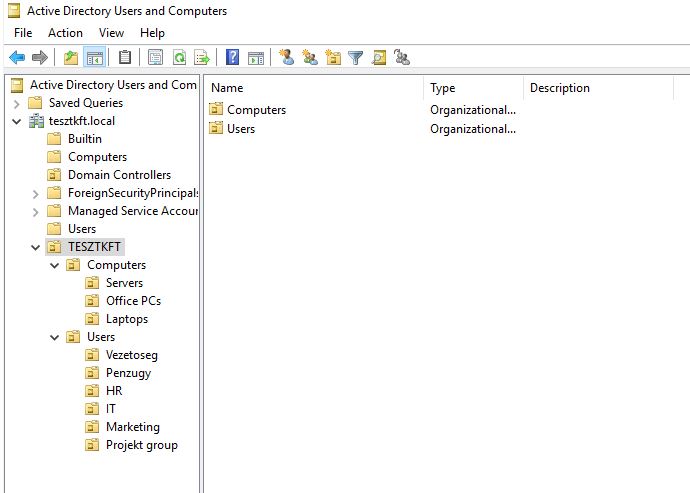 Active Directory Users and Computers
File Action View Help
Active Directory Users and Com
Saved Queries
tesztkft.local
Builtin
Computers
Domain Controllers
ForeignSecurityPrincipals
Managed Service Accour
Users
TESZTKFT
Computers
Servers
Office PCs
Laptops
Users
Vezetoseg
Penzugy
HR
IT
Marketing
Projekt group
Name Type Description
Computers Organizational...
Users Organizational...